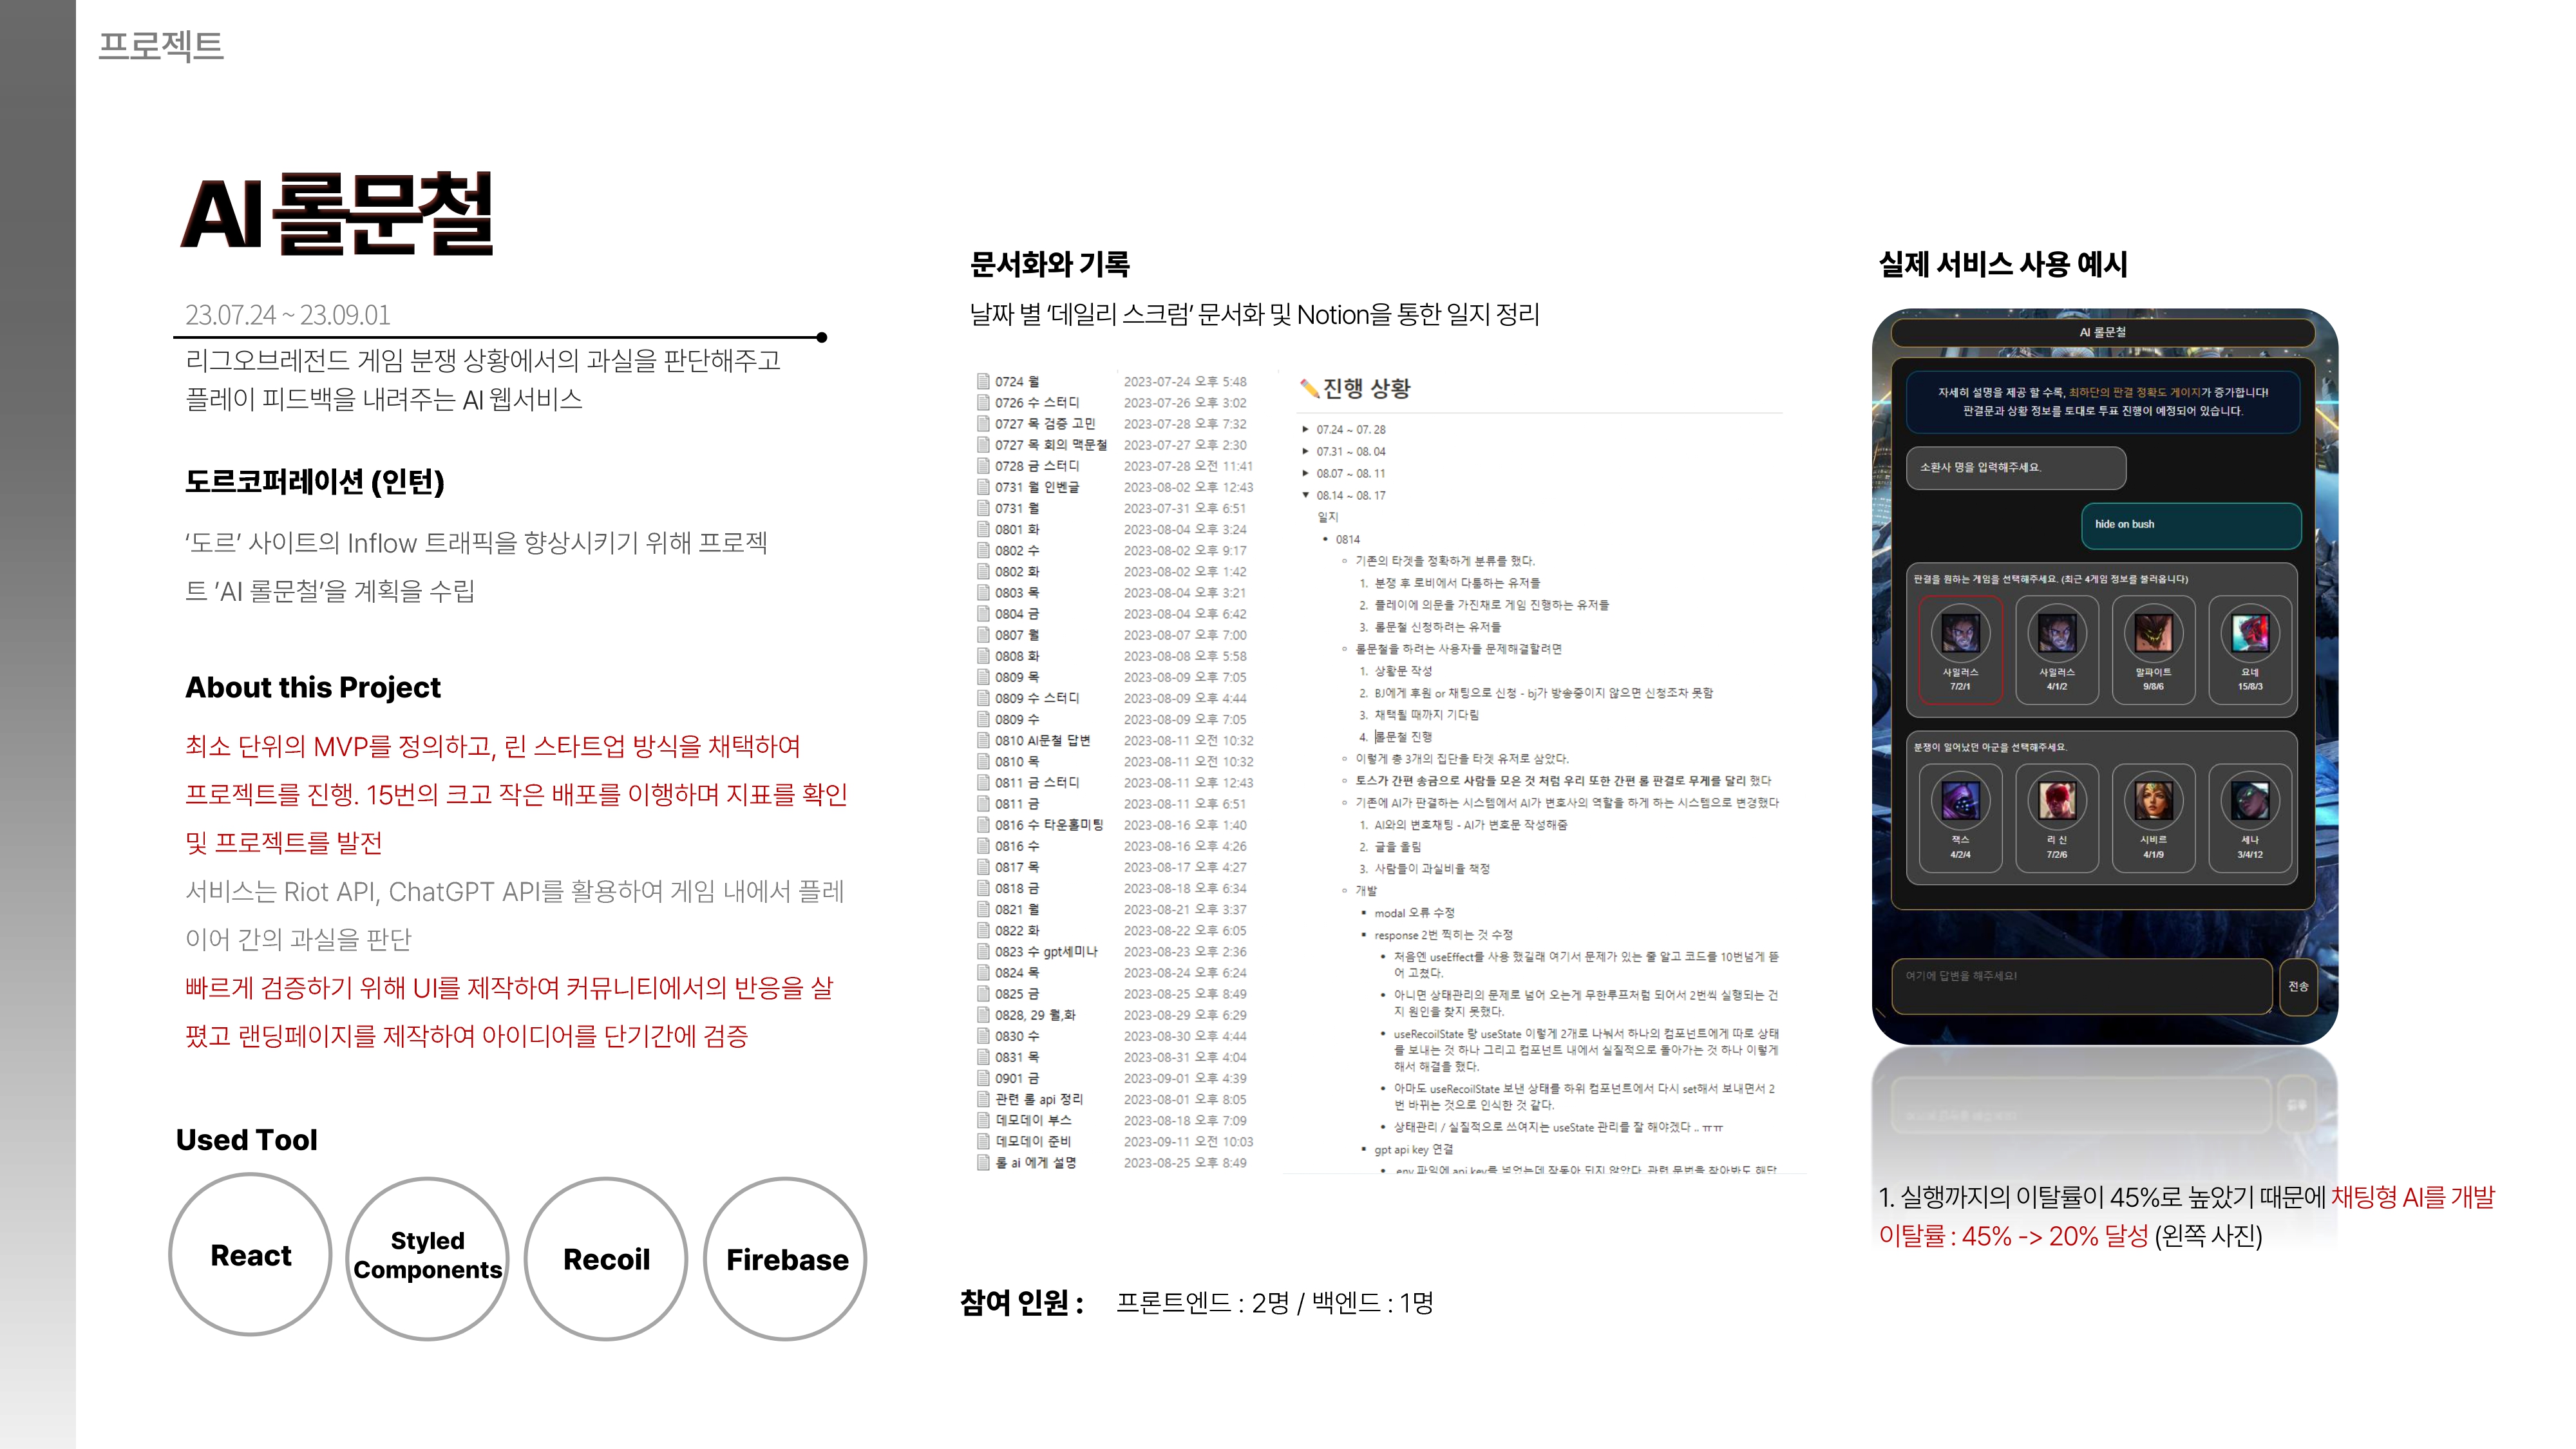 프로젝트
AI 롤문철
23.07.24 ~ 23.09.01
리그오브레전드 게임 분쟁 상황에서의 과실을 판단해주고
플레이 피드백을 내려주는 AI 웹서비스
도르코퍼레이션 (인턴)
‘도르’ 사이트의 Inflow 트래픽을 향상시키기 위해 프로젝
트 ‘AI 롤문철’을 계획을 수립
About this Project
최소 단위의 MVP를 정의하고, 린 스타트업 방식을 채택하여
프로젝트를 진행. 15번의 크고 작은 배포를 이행하며 지표를 확인
및 프로젝트를 발전
서비스는 Riot API, ChatGPT API를 활용하여 게임 내에서 플레
이어 간의 과실을 판단
빠르게 검증하기 위해 UI를 제작하여 커뮤니티에서의 반응을 살
폈고 랜딩페이지를 제작하여 아이디어를 단기간에 검증
Used Tool
React
Styled
Components
Recoil
Firebase
문서화와 기록
날짜 별 ‘데일리 스크럼’ 문서화 및 Notion을 통한 일지 정리
0724 월 2023-07-24 오후 5:48
0726 수 스터디 2023-07-26 오후 3:02
0727 목 검증 고민 2023-07-28 오후 7:32
0727 목 회의 맥문철 2023-07-27 오후 2:30
0728 금 스터디 2023-07-28 오전 11:41
0731 월 인벤글 2023-08-02 오후 12:43
0731 월 2023-07-31 오후 6:51
0801 화 2023-08-04 오후 3:24
0802 수 2023-08-02 오후 9:17
0802 화 2023-08-02 오후 1:42
0803 목 2023-08-04 오후 3:21
0804 금 2023-08-04 오후 6:42
0807 월 2023-08-07 오후 7:00
0808 화 2023-08-08 오후 5:58
0809 목 2023-08-09 오후 7:05
0809 수 스터디 2023-08-09 오후 4:44
0809 수 2023-08-09 오후 7:05
0810 AI문철 답변 2023-08-11 오전 10:32
0810 목 2023-08-11 오전 10:32
0811 금 스터디 2023-08-11 오후 12:43
0811 금 2023-08-11 오후 6:51
0816 수 타운홀미팅 2023-08-16 오후 1:40
0816 수 2023-08-16 오후 4:26
0817 목 2023-08-17 오후 4:27
0818 금 2023-08-18 오후 6:34
0821 월 2023-08-21 오후 3:37
0822 화 2023-08-22 오후 6:05
0823 수 gpt세미나 2023-08-23 오후 2:36
0824 목 2023-08-24 오후 6:24
0825 금 2023-08-25 오후 8:49
0828, 29 월,화 2023-08-29 오후 6:29
0830 수 2023-08-30 오후 4:44
0831 목 2023-08-31 오후 4:04
0901 금 2023-09-01 오후 4:39
관련 롤 api 정리 2023-08-01 오후 8:05
데모데이 부스 2023-08-18 오후 7:09
데모데이 준비 2023-09-11 오전 10:03
롤 ai 에게 설명 2023-08-25 오후 8:49
✏️진행 상황
▶ 07.24 ~ 07. 28
▶ 07.31 ~ 08. 04
▶ 08.07 ~ 08. 11
▼ 08.14 ~ 08. 17
일지
• 0814
◦ 기존의 타겟을 정확하게 분류를 했다.
1. 분쟁 후 로비에서 다툼하는 유저들
2. 플레이에 의문을 가진채로 게임 진행하는 유저들
3. 롤문철 신청하려는 유저들
◦ 롤문철을 하려는 사용자들 문제해결할려면
1. 상황문 작성
2. BJ에게 후원 or 채팅으로 신청 - bj가 방송중이지 않으면 신청조차 못함
3. 채택될 때까지 기다림
4. 롤문철 진행
◦ 이렇게 총 3개의 집단을 타겟 유저로 삼았다.
◦ 토스가 간편 송금으로 사람들 모은 것 처럼 우리 또한 간편 롤 판결로 무게를 달리 했다
◦ 기존에 AI가 판결하는 시스템에서 AI가 변호사의 역할을 하게 하는 시스템으로 변경했다
1. AI와의 변호채팅 - AI가 변호문 작성해줌
2. 글을 올림
3. 사람들이 과실비율 책정
◦ 개발
▪ modal 오류 수정
▪ response 2번 찍히는 것 수정
• 처음엔 useEffect를 사용 했길래 여기서 문제가 있는 줄 알고 코드를 10번넘게 뜯
어 고쳤다.
• 아니면 상태관리의 문제로 넘어 오는게 무한루프처럼 되어서 2번씩 실행되는 건
지 원인을 찾지 못했다.
• useRecoilState 랑 useState 이렇게 2개로 나눠서 하나의 컴포넌트에게 따로 상태
를 보내는 것 하나 그리고 컴포넌트 내에서 실질적으로 돌아가는 것 하나 이렇게
해서 해결을 했다.
• 아마도 useRecoilState 보낸 상태를 하위 컴포넌트에서 다시 set해서 보내면서 2
번 바뀌는 것으로 인식한 것 같다.
• 상태관리 / 실질적으로 쓰여지는 useState 관리를 잘 해야겠다 .. ㅠㅠ
▪ gpt api key 연결
• .env 파일에 api key를 넣었는데 작동이 되지 않았다. 관련 문법을 찾아봐도 해답
참여 인원 : 프론트엔드 : 2명 / 백엔드 : 1명
실제 서비스 사용 예시
AI 롤문철
자세히 설명을 제공 할 수록, 최하단의 판결 정확도 게이지가 증가합니다!
판결문과 상황 정보를 토대로 투표 진행이 예정되어 있습니다.
소환사 명을 입력해주세요.
hide on bush
판결을 원하는 게임을 선택해주세요. (최근 4게임 정보를 불러옵니다)
사일러스 사일러스 말파이트 요네
7/2/1 4/1/2 9/8/6 15/8/3
분쟁이 일어났던 아군을 선택해주세요.
잭스 리 신 시비르 세나
4/2/4 7/2/6 4/1/9 3/4/12
여기에 답변을 해주세요!
전송
1. 실행까지의 이탈률이 45%로 높았기 때문에 채팅형 AI를 개발
이탈률 : 45% -> 20% 달성 (왼쪽 사진)